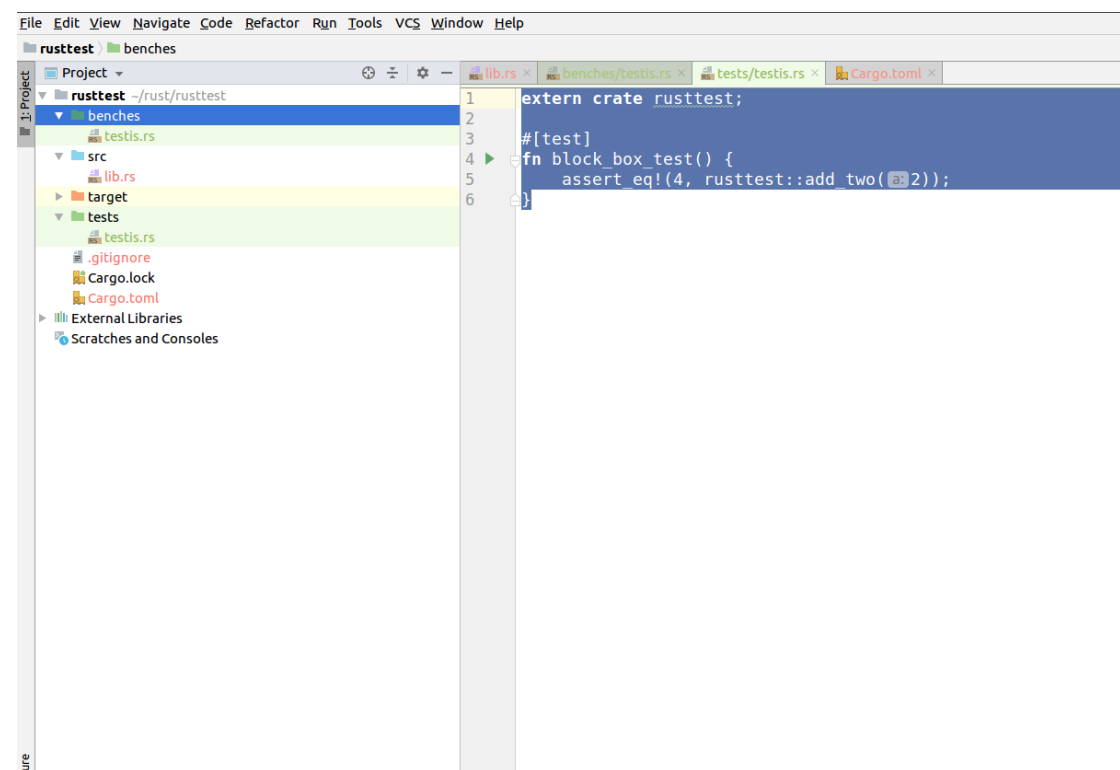 File Edit View Navigate Code Refactor Run Tools VCS Window Help
rusttest benches
1: Project
Project
rusttest ~/rust/rusttest
benches
testis.rs
src
lib.rs
target
tests
testis.rs
.gitignore
Cargo.lock
Cargo.toml
External Libraries
Scratches and Consoles
lib.rs benches/testis.rs tests/testis.rs Cargo.toml
1 extern crate rusttest;
2
3 #[test]
4 fn block_box_test() {
5 assert_eq!(4, rusttest::add_two(a: 2));
6 }